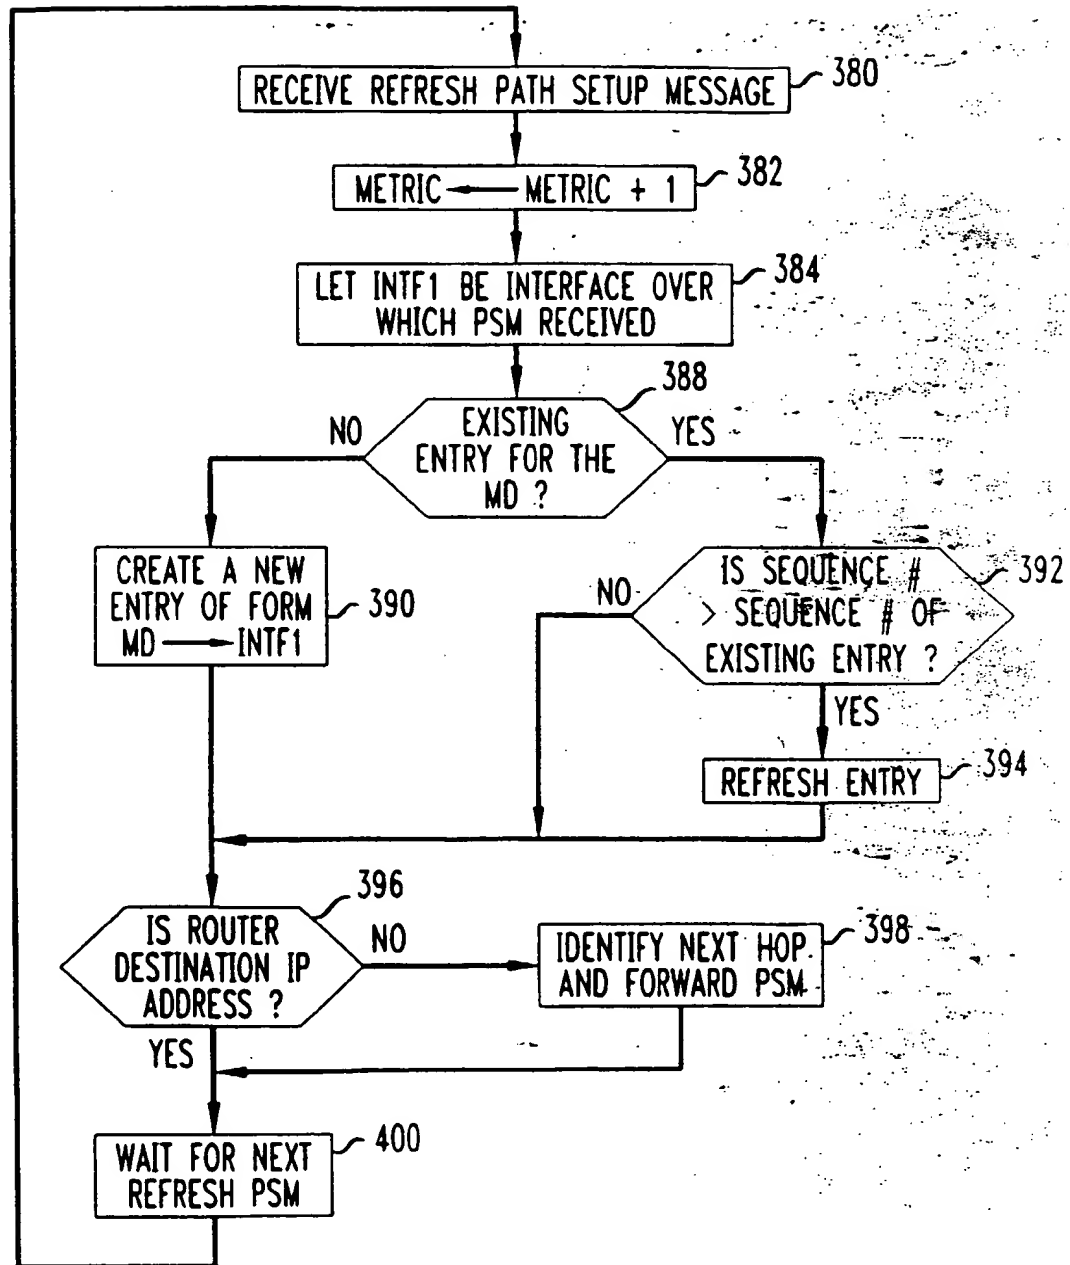 RECEIVE REFRESH PATH SETUP MESSAGE
380
METRIC ← METRIC + 1
382
LET INTF1 BE INTERFACE OVER
WHICH PSM RECEIVED
384
EXISTING
ENTRY FOR THE
MD ?
388
NO
YES
CREATE A NEW
ENTRY OF FORM
MD → INTF1
390
IS SEQUENCE #
> SEQUENCE # OF
EXISTING ENTRY ?
392
NO
YES
REFRESH ENTRY
394
IS ROUTER
DESTINATION IP
ADDRESS ?
396
NO
IDENTIFY NEXT HOP
AND FORWARD PSM
398
YES
WAIT FOR NEXT
REFRESH PSM
400